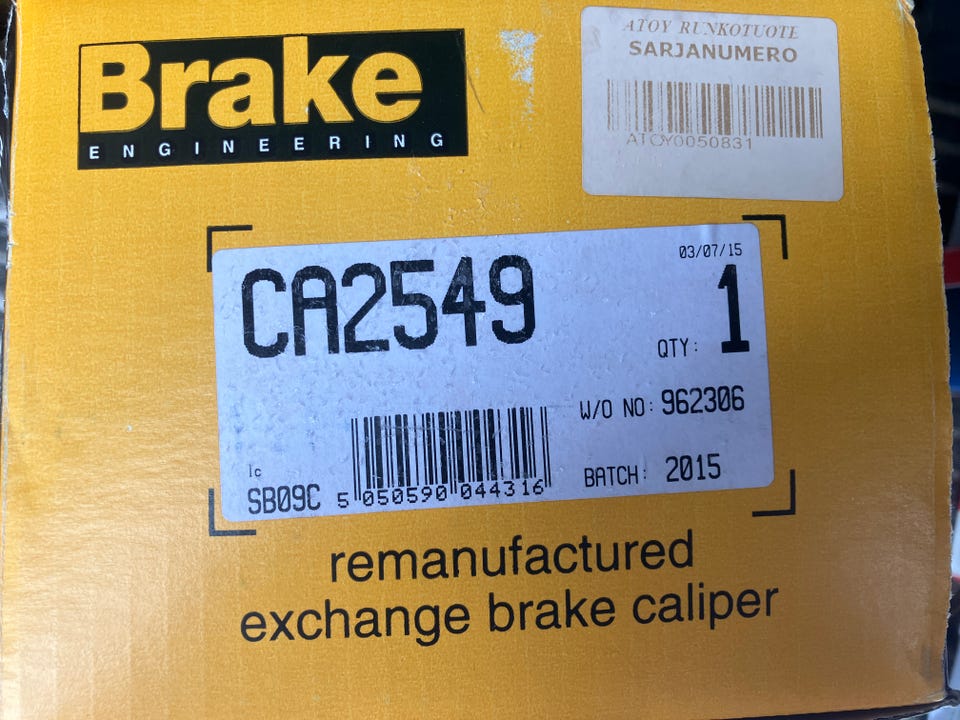 Brake
ENGINEERING
ATOY RUNKOTUOTE
SARJANUMERO
ATOY0050831
03/07/15
CA2549
1
QTY:
W/O NO: 962306
lc
SB09C
5 050590 044316
BATCH: 2015
remanufactured
exchange brake caliper